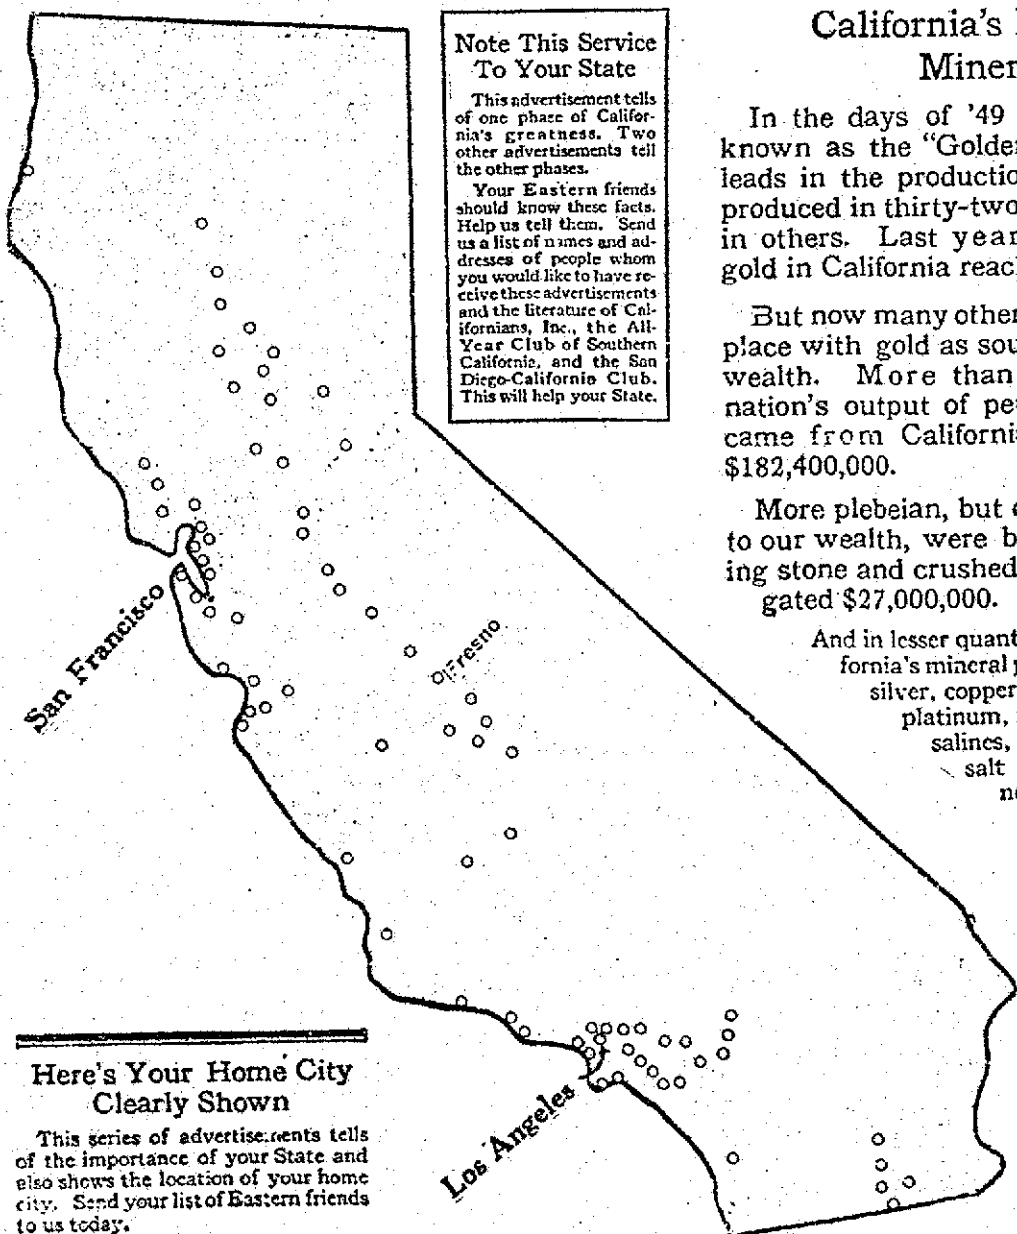 Note This Service
To Your State
This advertisement tells
of one phase of Califor-
nia's greatness. Two
other advertisements tell
the other phases.
Your Eastern friends
should know these facts.
Help us tell them. Send
us a list of names and ad-
dresses of people whom
you would like to have re-
ceive these advertisements
and the literature of Cal-
ifornians, Inc., the All-
Year Club of Southern
California, and the San
Diego-California Club.
This will help your State.
California's
Miner
In the days of '49
known as the "Golden
leads in the productio
produced in thirty-two
in others. Last year
gold in California reac
But now many other
place with gold as sou
wealth. More than
nation's output of pe
came from California
$182,400,000.
More plebeian, but
to our wealth, were b
ing stone and crushed
gated $27,000,000.
And in lesser quant
fornia's mineral
silver, copper
platinum,
salines,
salt
San Francisco
Fresno
Los Angeles
Here's Your Home City
Clearly Shown
This series of advertisements tells
of the importance of your State and
also shows the location of your home
city. Send your list of Eastern friends
to us today.